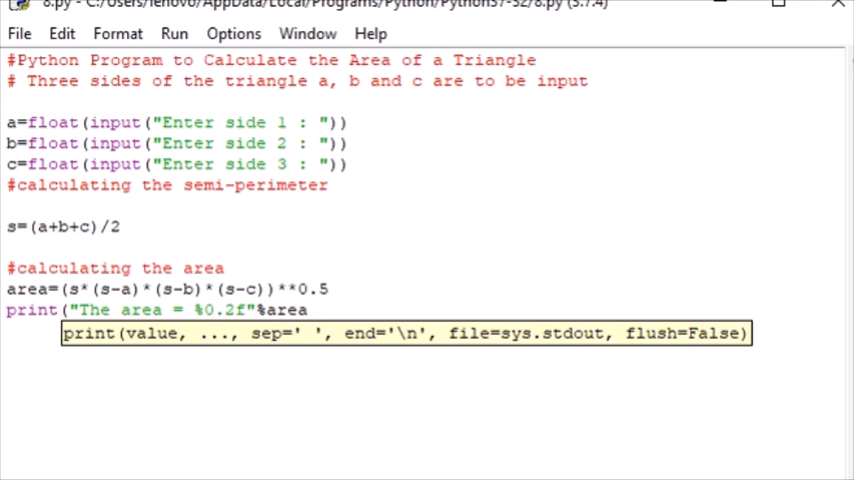 8.py - C:/Users/lenovo/AppData/Local/Programs/Python/Python37-32/8.py (3.7.4)
File Edit Format Run Options Window Help
#Python Program to Calculate the Area of a Triangle
# Three sides of the triangle a, b and c are to be input
a=float(input("Enter side 1 : "))
b=float(input("Enter side 2 : "))
c=float(input("Enter side 3 : "))
#calculating the semi-perimeter
s=(a+b+c)/2
#calculating the area
area=(s*(s-a)*(s-b)*(s-c))**0.5
print("The area = %0.2f"%area
print(value, ..., sep=' ', end='\n', file=sys.stdout, flush=False)